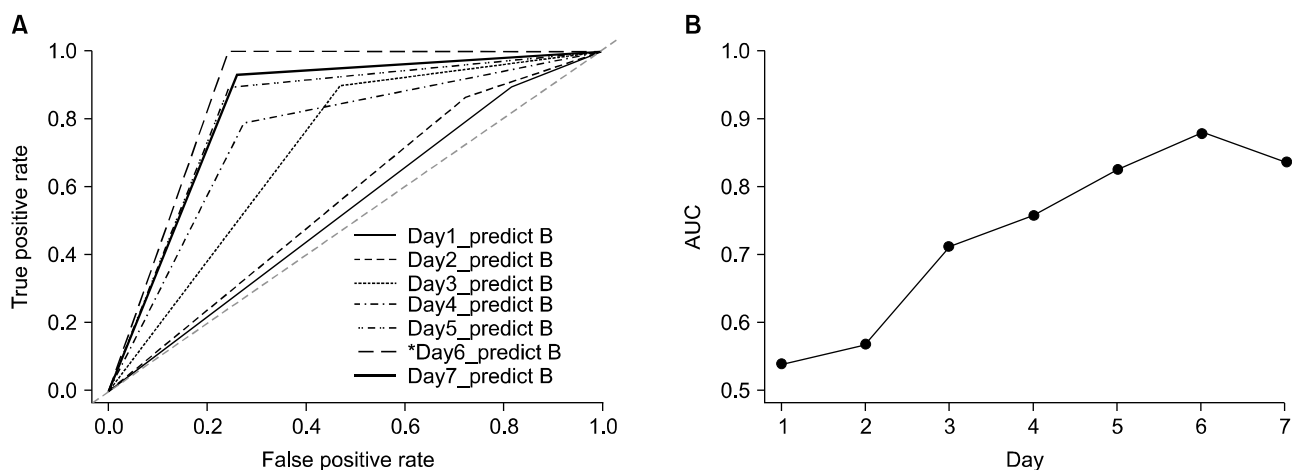 A
1.0
0.8
0.6
0.4
0.2
0.0
True positive rate
Day1_predict B
Day2_predict B
Day3_predict B
Day4_predict B
Day5_predict B
*Day6_predict B
Day7_predict B
0.0 0.2 0.4 0.6 0.8 1.0
False positive rate
B
1.0
0.9
0.8
0.7
0.6
0.5
AUC
1 2 3 4 5 6 7
Day